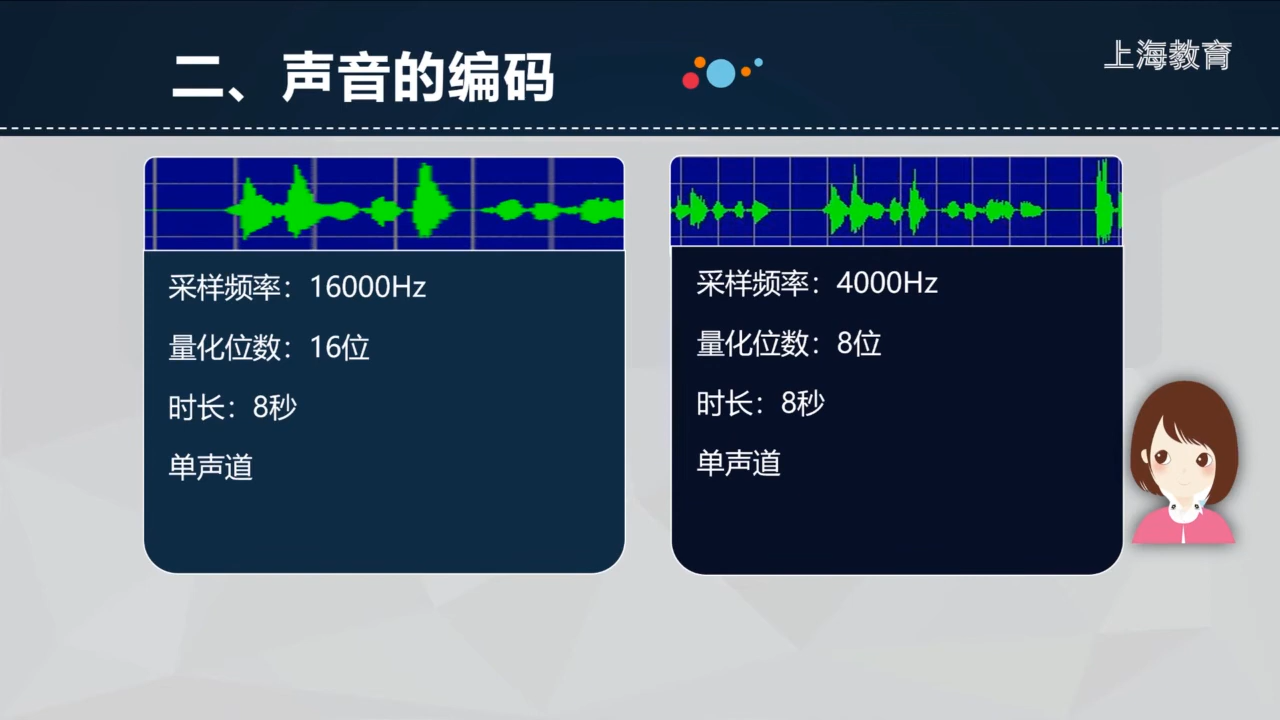 二、声音的编码
上海教育
采样频率：16000Hz
量化位数：16位
时长：8秒
单声道
采样频率：4000Hz
量化位数：8位
时长：8秒
单声道